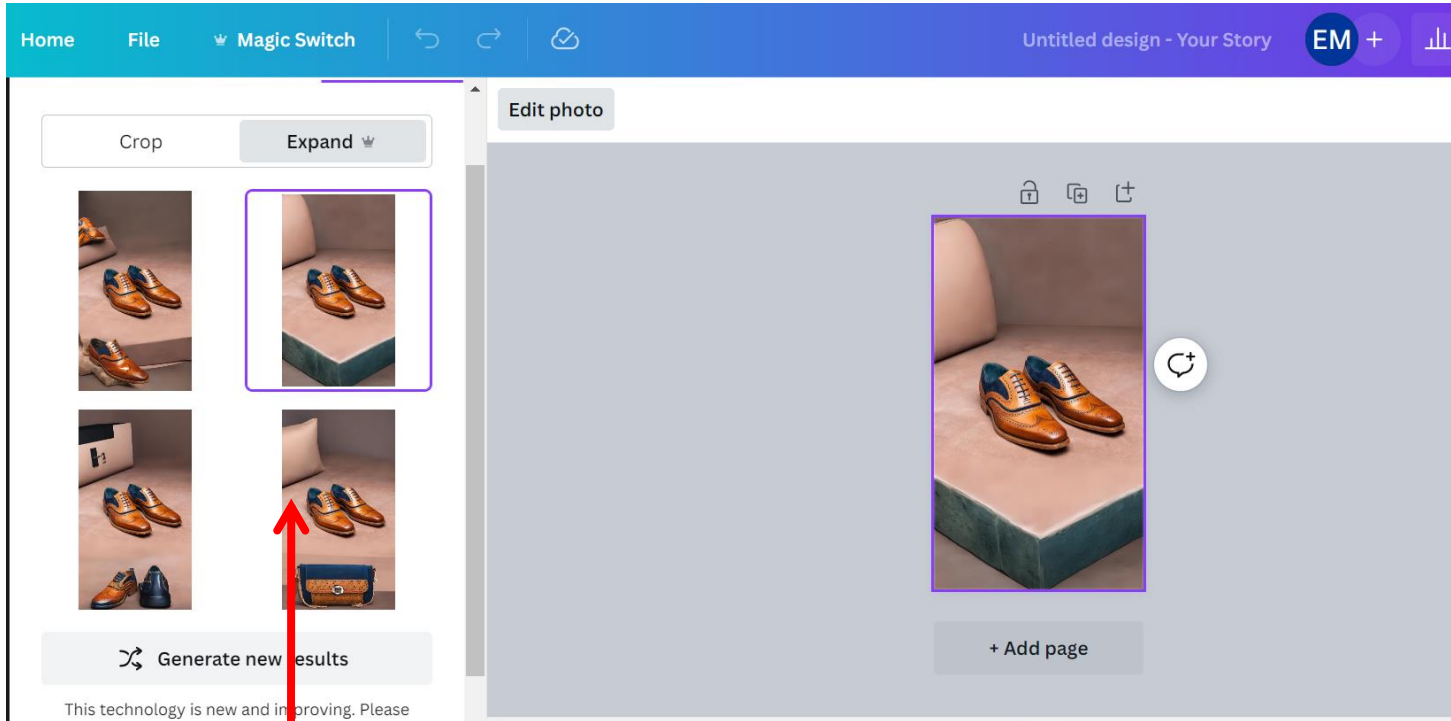 Home File Magic Switch Untitled design - Your Story EM +
Edit photo
Crop Expand
+ Add page
Generate new results
This technology is new and improving. Please